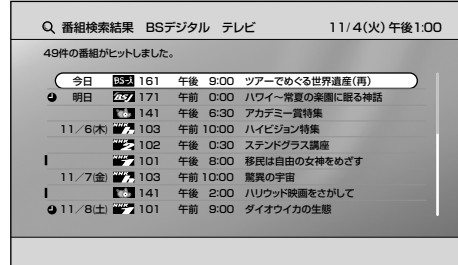 番組検索結果 BSデジタル テレビ 11/4(火)午後1:00
49件の番組がヒットしました。
今日 BS-i 161 午後 9:00 ツアーでめぐる世界遺産(再)
明日 171 午前 0:00 ハワイ〜常夏の楽園に眠る神話
141 午後 6:30 アカデミー賞特集
11/6(木) 103 午前10:00 ハイビジョン特集
102 午後 0:30 ステンドグラス講座
101 午後 8:00 移民は自由の女神をめざす
11/7(金) 103 午前10:00 驚異の宇宙
141 午後 2:00 ハリウッド映画をさがして
11/8(土) 101 午後 9:00 ダイオウイカの生態